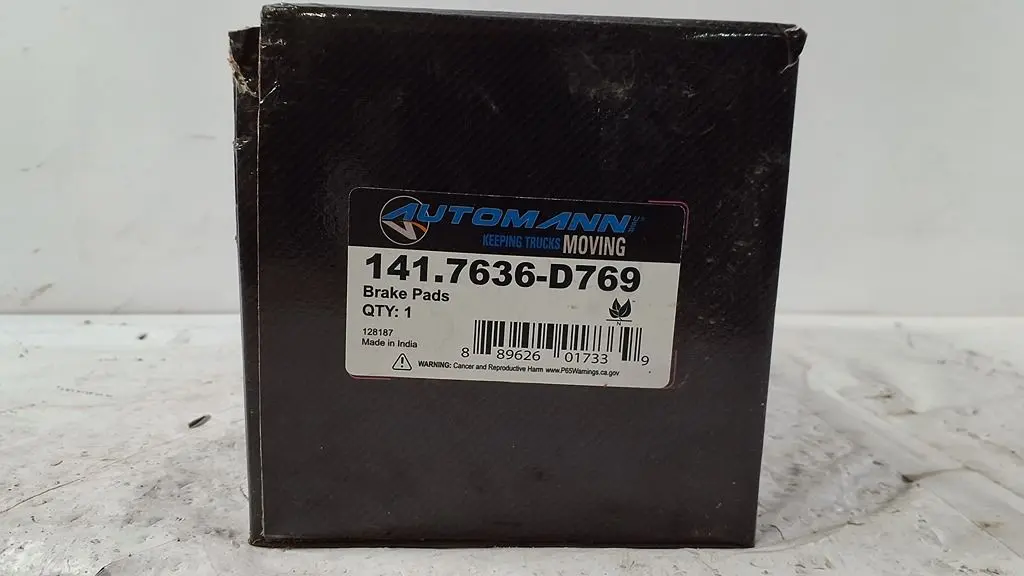 AUTOMANN
KEEPING TRUCKS MOVING
141.7636-D769
Brake Pads
QTY: 1
N
128187
Made in India
8 89626 01733 9
WARNING: Cancer and Reproductive Harm www.P65Warnings.ca.gov